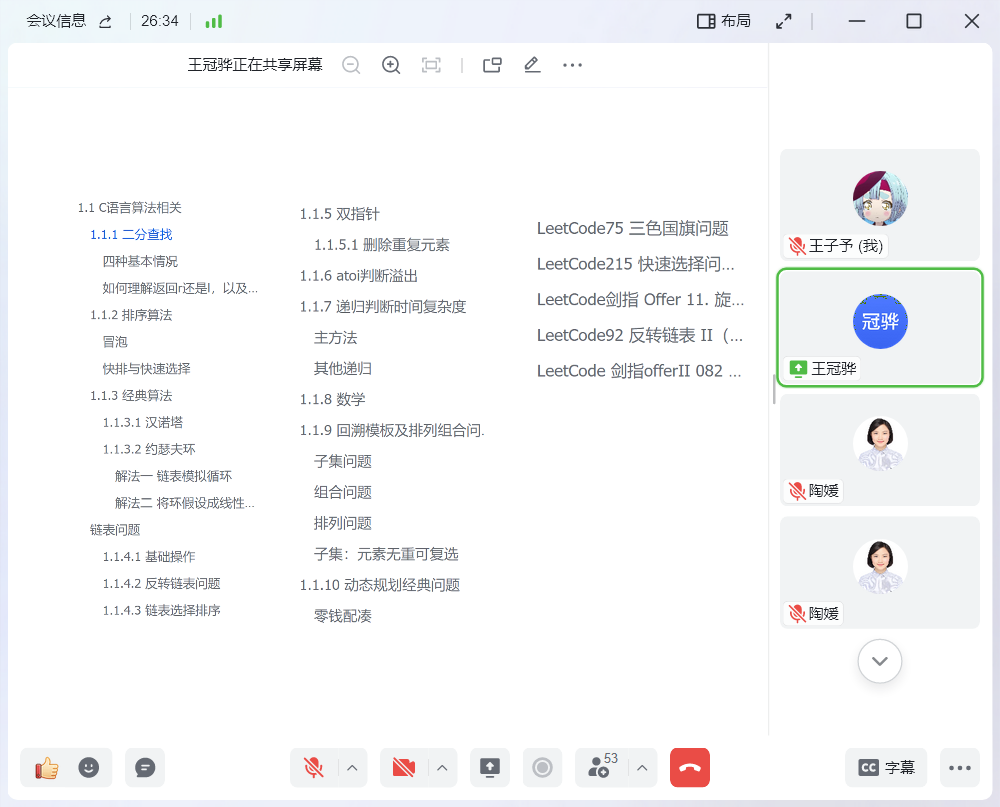 会议信息
26:34
布局
王冠骅正在共享屏幕
1.1 C语言算法相关
1.1.1 二分查找
四种基本情况
如何理解返回r还是l，以及...
1.1.2 排序算法
冒泡
快排与快速选择
1.1.3 经典算法
1.1.3.1 汉诺塔
1.1.3.2 约瑟夫环
解法一 链表模拟循环
解法二 将环假设成线性...
链表问题
1.1.4.1 基础操作
1.1.4.2 反转链表问题
1.1.4.3 链表选择排序
1.1.5 双指针
1.1.5.1 删除重复元素
1.1.6 atoi判断溢出
1.1.7 递归判断时间复杂度
主方法
其他递归
1.1.8 数学
1.1.9 回溯模板及排列组合问.
子集问题
组合问题
排列问题
子集：元素无重可复选
1.1.10 动态规划经典问题
零钱配凑
LeetCode75 三色国旗问题
LeetCode215 快速选择问...
LeetCode剑指 Offer 11. 旋...
LeetCode92 反转链表 II（...
LeetCode 剑指offerII 082 ...
王子予 (我)
冠骅
王冠骅
陶媛
陶媛
53
CC 字幕